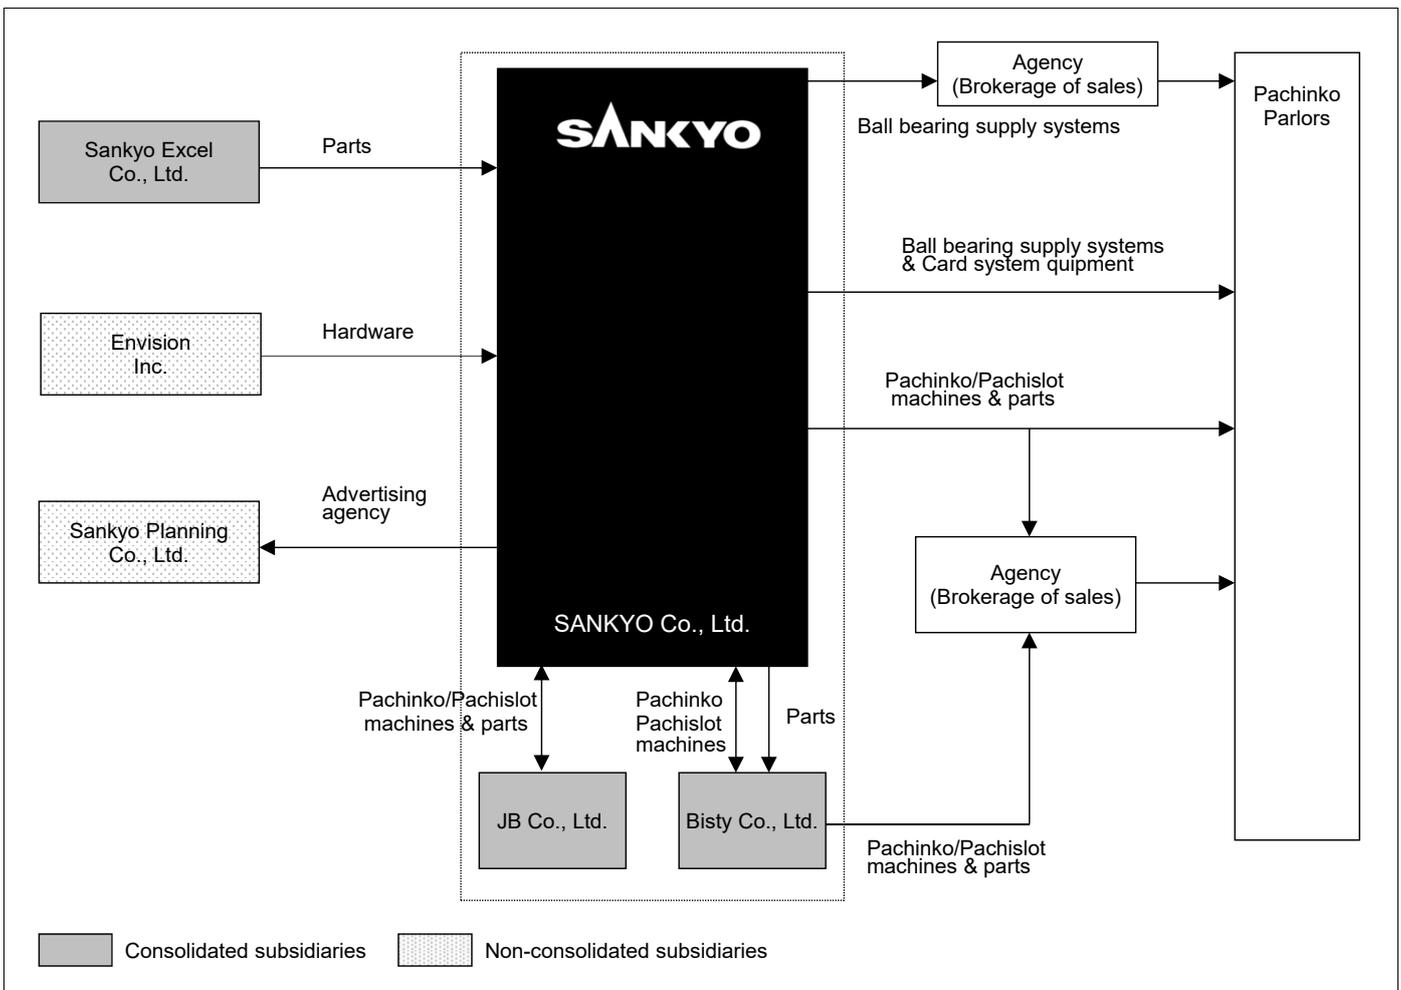 Agency
(Brokerage of sales)
Pachinko
Parlors
SANKYO
Ball bearing supply systems
Sankyo Excel
Co., Ltd.
Parts
Ball bearing supply systems
& Card system quipment
Envision
Inc.
Hardware
Pachinko/Pachislot
machines & parts
Advertising
agency
Sankyo Planning
Co., Ltd.
Agency
(Brokerage of sales)
SANKYO Co., Ltd.
Pachinko/Pachislot
machines & parts
Pachinko
Pachislot
machines
Parts
JB Co., Ltd.
Bisty Co., Ltd.
Pachinko/Pachislot
machines & parts
Consolidated subsidiaries
Non-consolidated subsidiaries